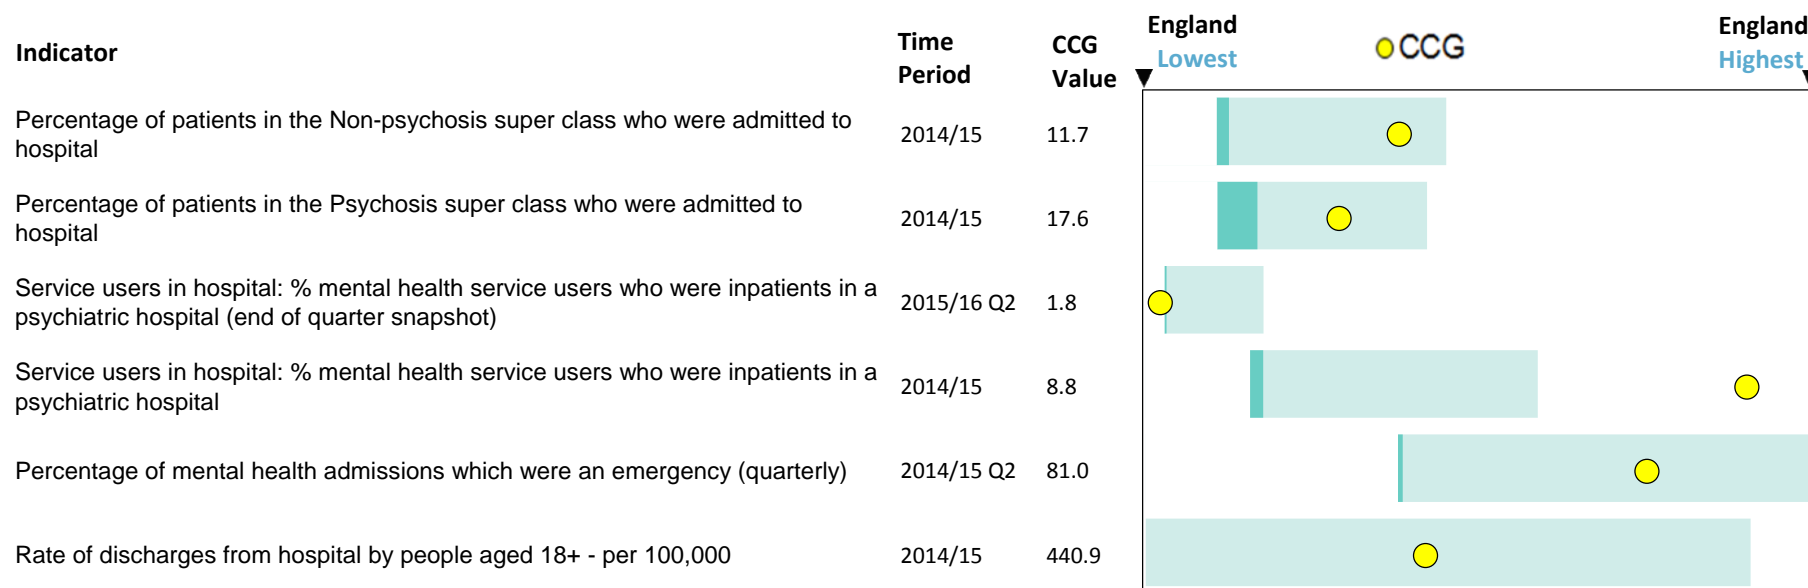 Indicator
Time Period
CCG Value
England Lowest
CCG
England Highest
Percentage of patients in the Non-psychosis super class who were admitted to
hospital
2014/15
11.7
Percentage of patients in the Psychosis super class who were admitted to
hospital
2014/15
17.6
Service users in hospital: % mental health service users who were inpatients in a
psychiatric hospital (end of quarter snapshot)
2015/16 Q2
1.8
Service users in hospital: % mental health service users who were inpatients in a
psychiatric hospital
2014/15
8.8
Percentage of mental health admissions which were an emergency (quarterly)
2014/15 Q2
81.0
Rate of discharges from hospital by people aged 18+ - per 100,000
2014/15
440.9